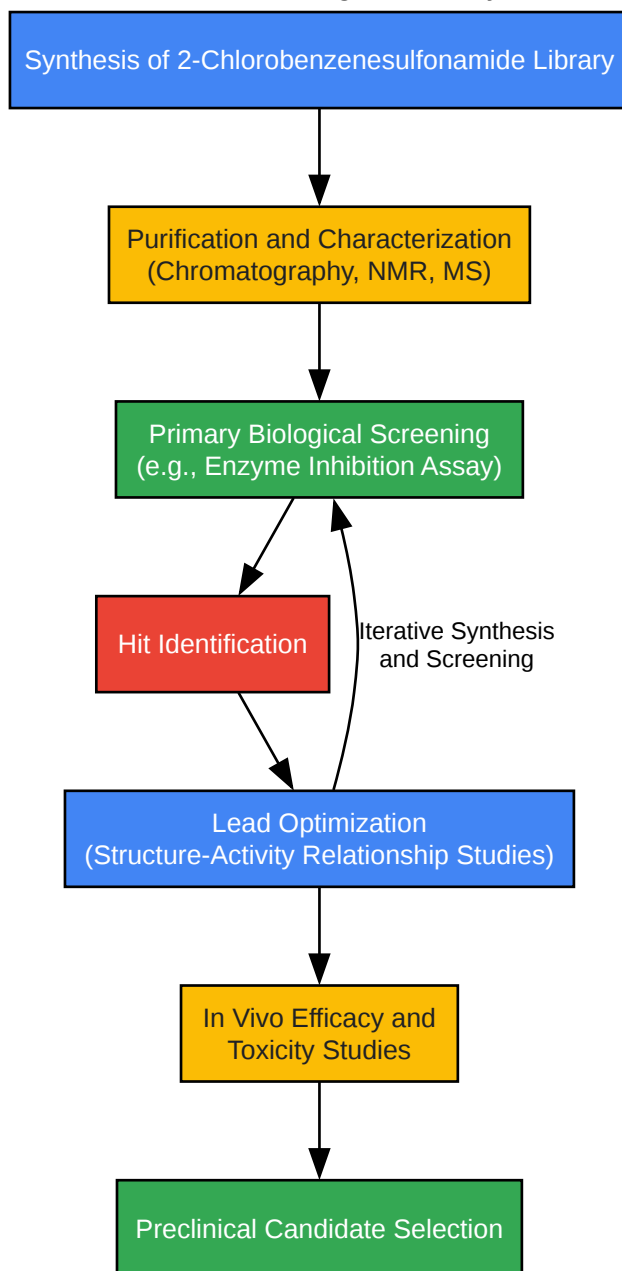 Synthesis of 2-Chlorobenzenesulfonamide Library
Purification and Characterization
(Chromatography, NMR, MS)
Primary Biological Screening
(e.g., Enzyme Inhibition Assay)
Hit Identification
Iterative Synthesis
and Screening
Lead Optimization
(Structure-Activity Relationship Studies)
In Vivo Efficacy and
Toxicity Studies
Preclinical Candidate Selection